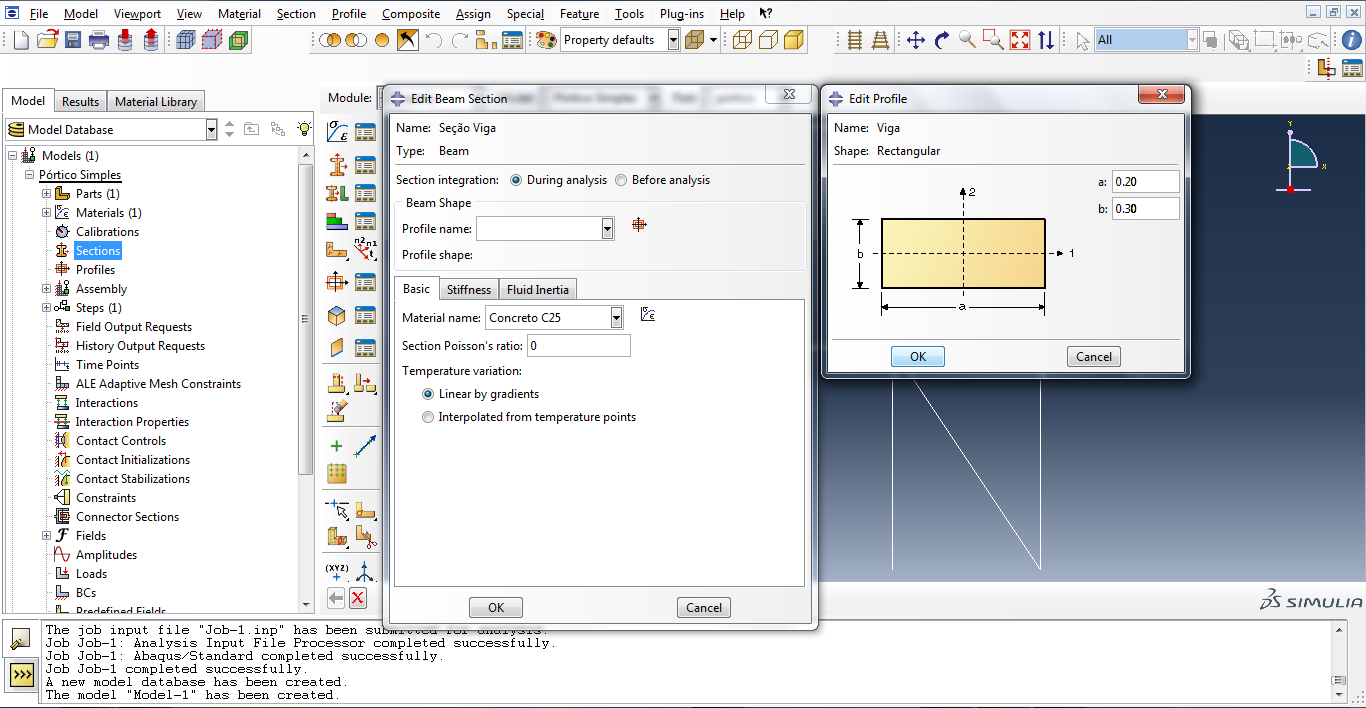 File Model Viewport View Material Section Profile Composite Assign Special Feature Tools Plug-ins Help
Property defaults
All
Model Results Material Library
Module:
Model Database
Models (1)
Pórtico Simples
Parts (1)
Materials (1)
Calibrations
Sections
Profiles
Assembly
Steps (1)
Field Output Requests
History Output Requests
Time Points
ALE Adaptive Mesh Constraints
Interactions
Interaction Properties
Contact Controls
Contact Initializations
Contact Stabilizations
Constraints
Connector Sections
Fields
Amplitudes
Loads
BCs
Predefined Fields
n2 n1
t
(XYZ)
Edit Beam Section
Name: Seção Viga
Type: Beam
Section integration: During analysis Before analysis
Beam Shape
Profile name:
Profile shape:
Basic Stiffness Fluid Inertia
Material name: Concreto C25
Section Poisson's ratio: 0
Temperature variation:
Linear by gradients
Interpolated from temperature points
OK Cancel
Edit Profile
Name: Viga
Shape: Rectangular
a: 0.20
b: 0.30
2
1
b
a
OK Cancel
Y
X
SIMULIA
The job input file "Job-1.inp" has been submitted for analysis.
Job Job-1: Analysis Input File Processor completed successfully.
Job Job-1: Abaqus/Standard completed successfully.
Job Job-1 completed successfully.
A new model database has been created.
The model "Model-1" has been created.